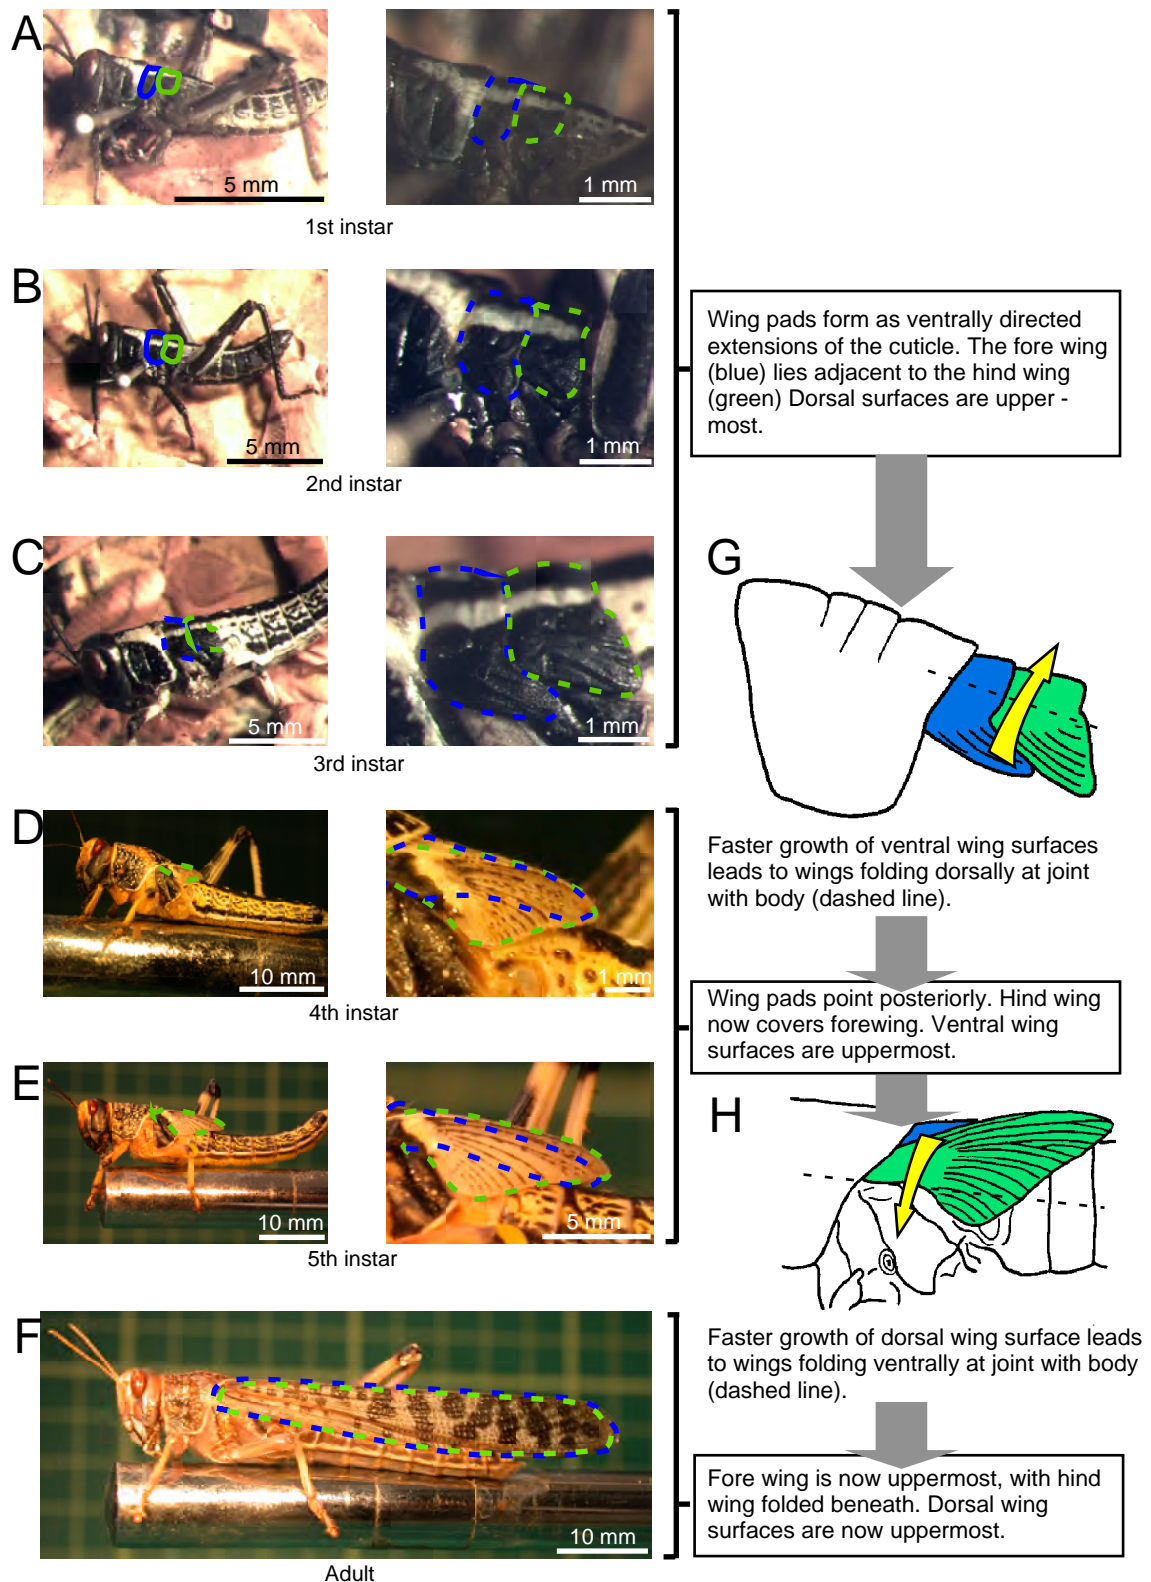 A
5 mm
1 mm
1st instar
B
5 mm
1 mm
2nd instar
C
5 mm
1 mm
3rd instar
D
10 mm
1 mm
4th instar
E
10 mm
5 mm
5th instar
F
10 mm
Adult
Wing pads form as ventrally directed
extensions of the cuticle. The fore wing
(blue) lies adjacent to the hind wing
(green) Dorsal surfaces are upper -
most.
G
Faster growth of ventral wing surfaces
leads to wings folding dorsally at joint
with body (dashed line).
Wing pads point posteriorly. Hind wing
now covers forewing. Ventral wing
surfaces are uppermost.
H
Faster growth of dorsal wing surface leads
to wings folding ventrally at joint with body
(dashed line).
Fore wing is now uppermost, with hind
wing folded beneath. Dorsal wing
surfaces are now uppermost.